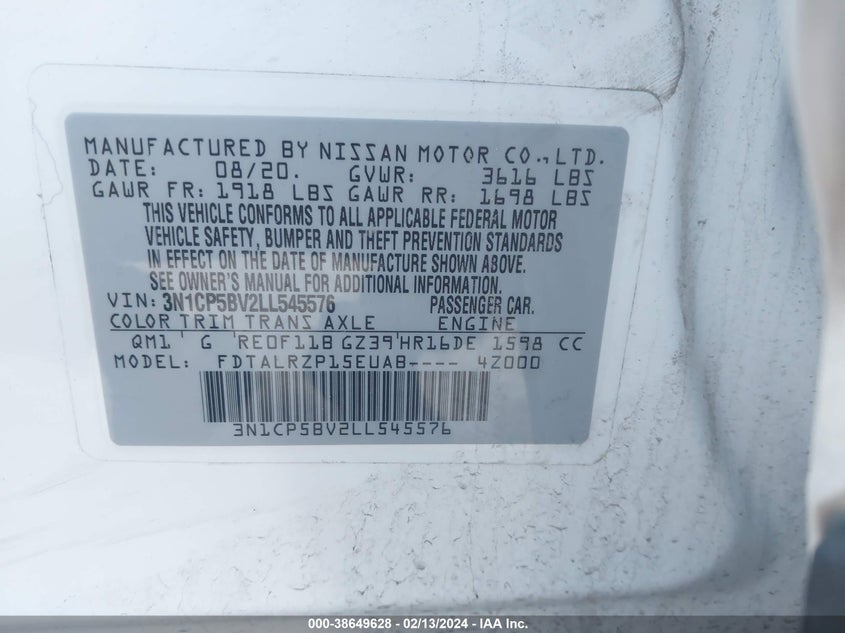 MANUFACTURED BY NISSAN MOTOR CO., LTD.
DATE: 08/20. GVWR: 3616 LBS
GAWR FR: 1918 LBS GAWR RR: 1698 LBS
THIS VEHICLE CONFORMS TO ALL APPLICABLE FEDERAL MOTOR
VEHICLE SAFETY, BUMPER AND THEFT PREVENTION STANDARDS
IN EFFECT ON THE DATE OF MANUFACTURE SHOWN ABOVE.
SEE OWNER'S MANUAL FOR ADDITIONAL INFORMATION.
VIN: 3N1CP5BV2LL545576 PASSENGER CAR.
COLOR TRIM TRANS AXLE ENGINE
QM1 G RE0F11B GZ39 HR16DE 1598 CC
MODEL: FDTALRZP15EUAB---- 4Z000
3N1CP5BV2LL545576
000-38649628 - 02/13/2024 - IAA Inc.